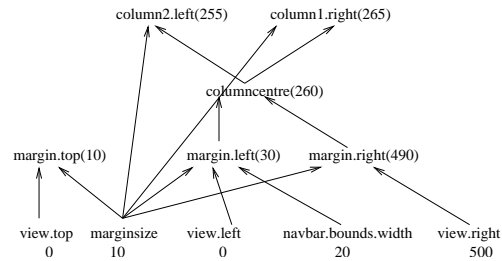 column2.left(255) column1.right(265)
columncentre(260)
margin.top(10) margin.left(30) margin.right(490)
view.top marginsize view.left navbar.bounds.width view.right
0 10 0 20 500